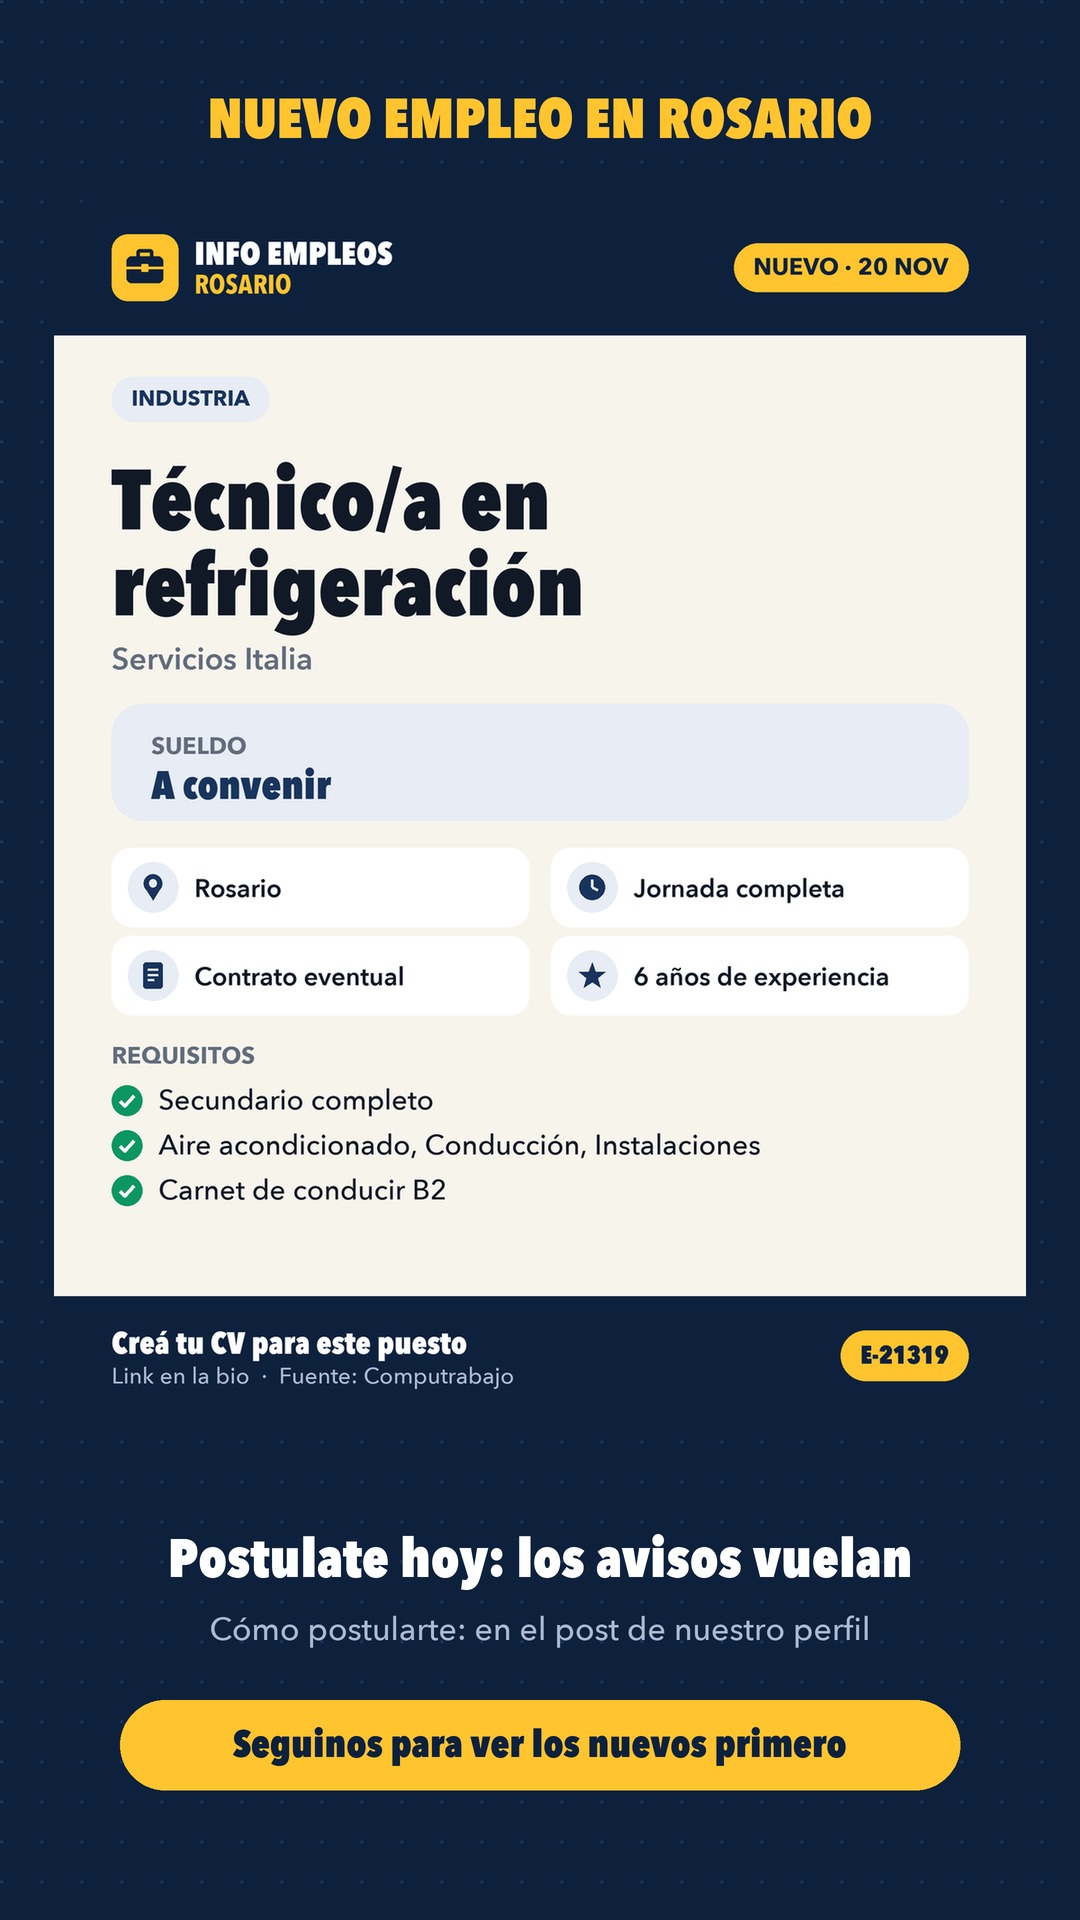 NUEVO EMPLEO EN ROSARIO
INFO EMPLEOS
ROSARIO
NUEVO · 20 NOV
INDUSTRIA
Técnico/a en
refrigeración
Servicios Italia
SUELDO
A convenir
Rosario
Jornada completa
Contrato eventual
6 años de experiencia
REQUISITOS
Secundario completo
Aire acondicionado, Conducción, Instalaciones
Carnet de conducir B2
Creá tu CV para este puesto
Link en la bio · Fuente: Computrabajo
E-21319
Postulate hoy: los avisos vuelan
Cómo postularte: en el post de nuestro perfil
Seguinos para ver los nuevos primero